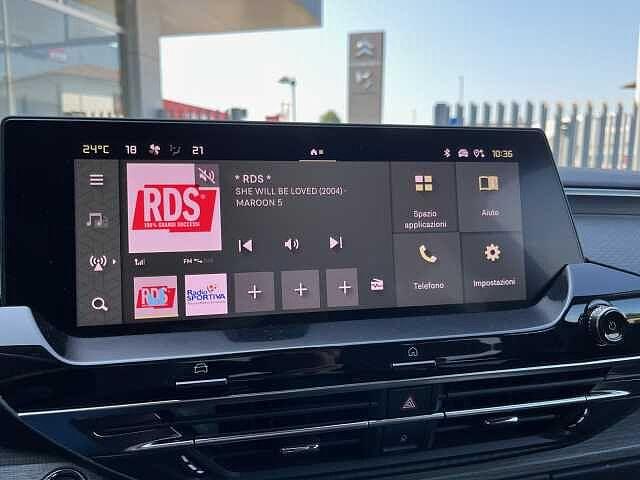 24°C 18 21 10:36
RDS
100% GRANDI SUCCESSI
* RDS *
SHE WILL BE LOVED (2004) -
MAROON 5
FM
Spazio
applicazioni
Aiuto
Telefono
Impostazioni
RDS
Radio
SPORTIVA